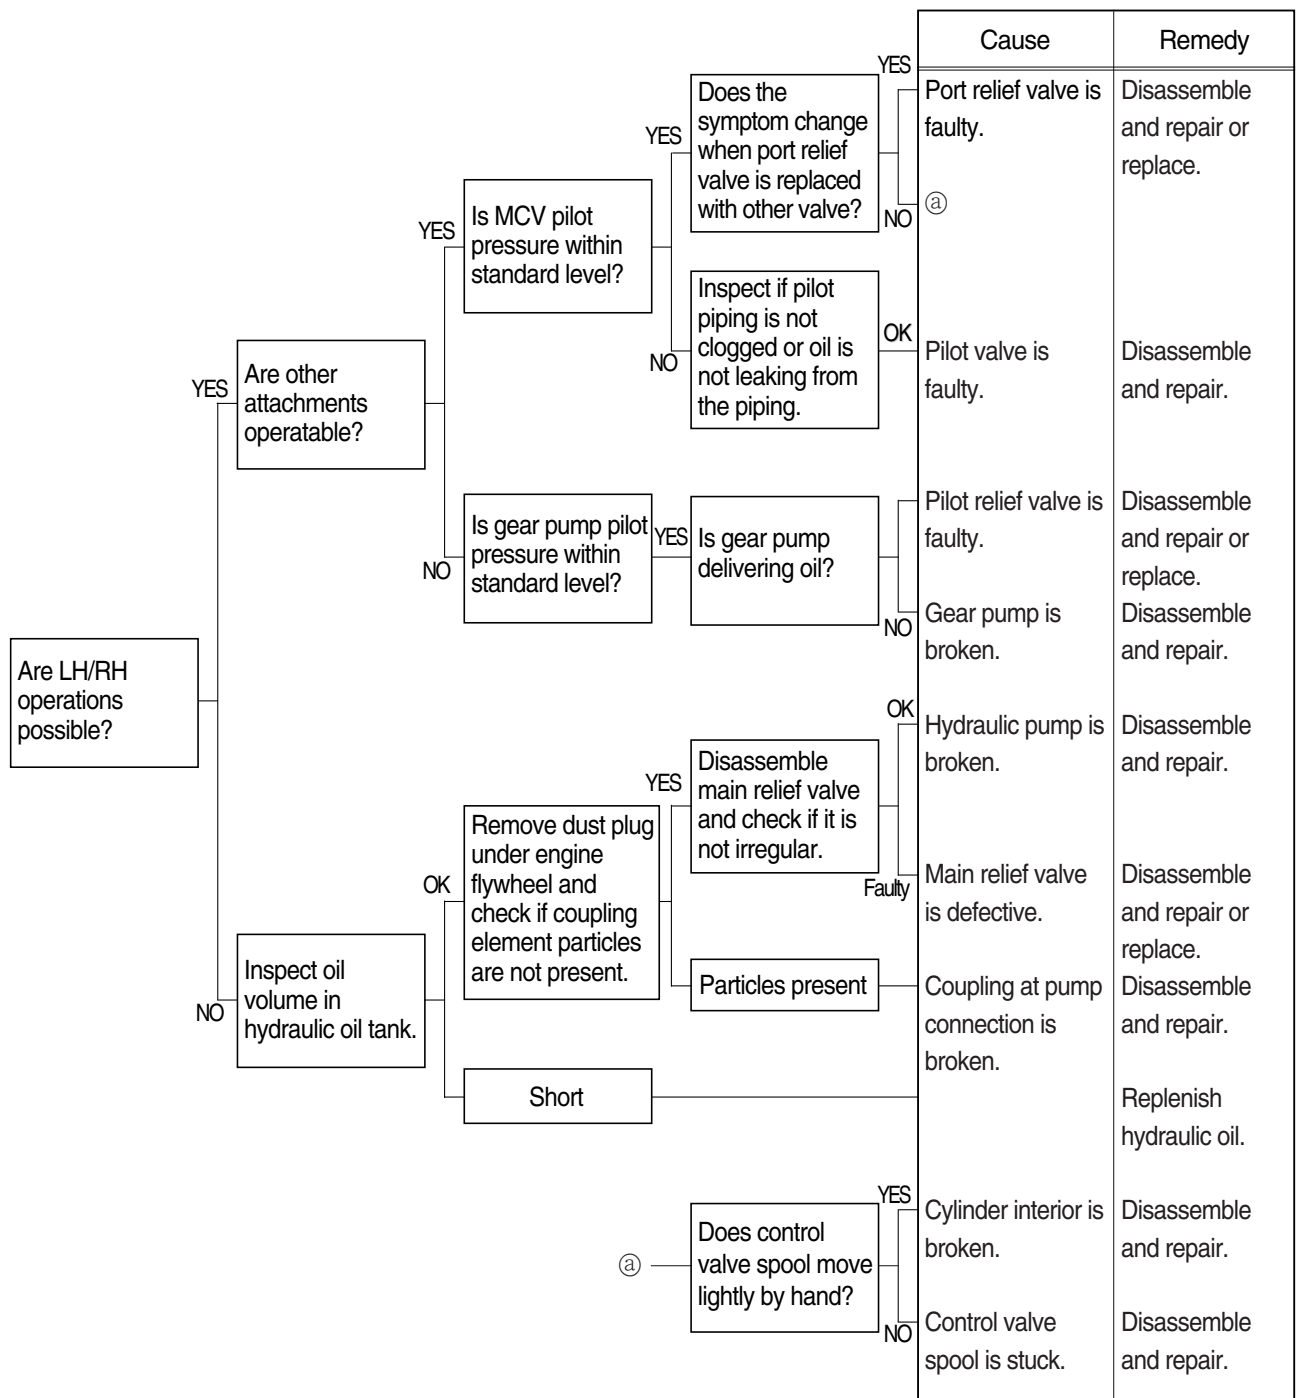 Cause
Remedy
YES
Does the
symptom change
when port relief
valve is replaced
with other valve?
Port relief valve is
faulty.
Disassemble
and repair or
replace.
YES
NO
ⓐ
YES
Is MCV pilot
pressure within
standard level?
Inspect if pilot
piping is not
clogged or oil is
not leaking from
the piping.
NO
OK
Pilot valve is
faulty.
Disassemble
and repair.
YES
Are other
attachments
operatable?
NO
Is gear pump pilot
pressure within
standard level?
YES
Is gear pump
delivering oil?
Pilot relief valve is
faulty.
Disassemble
and repair or
replace.
NO
Gear pump is
broken.
Disassemble
and repair.
Are LH/RH
operations
possible?
OK
Hydraulic pump is
broken.
Disassemble
and repair.
YES
Disassemble
main relief valve
and check if it is
not irregular.
Remove dust plug
under engine
flywheel and
check if coupling
element particles
are not present.
OK
Faulty
Main relief valve
is defective.
Disassemble
and repair or
replace.
NO
Inspect oil
volume in
hydraulic oil tank.
Particles present
Coupling at pump
connection is
broken.
Disassemble
and repair.
Short
Replenish
hydraulic oil.
ⓐ
Does control
valve spool move
lightly by hand?
YES
Cylinder interior is
broken.
Disassemble
and repair.
NO
Control valve
spool is stuck.
Disassemble
and repair.